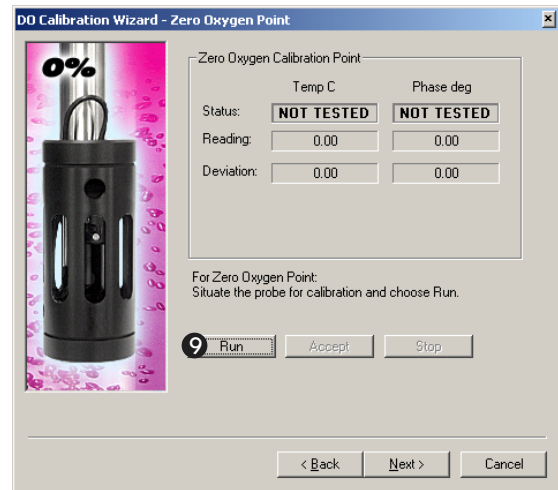 DO Calibration Wizard - Zero Oxygen Point
0%
Zero Oxygen Calibration Point
Temp C Phase deg
Status: NOT TESTED NOT TESTED
Reading: 0.00 0.00
Deviation: 0.00 0.00
For Zero Oxygen Point:
Situate the probe for calibration and choose Run.
9 Run Accept Stop
< Back Next > Cancel